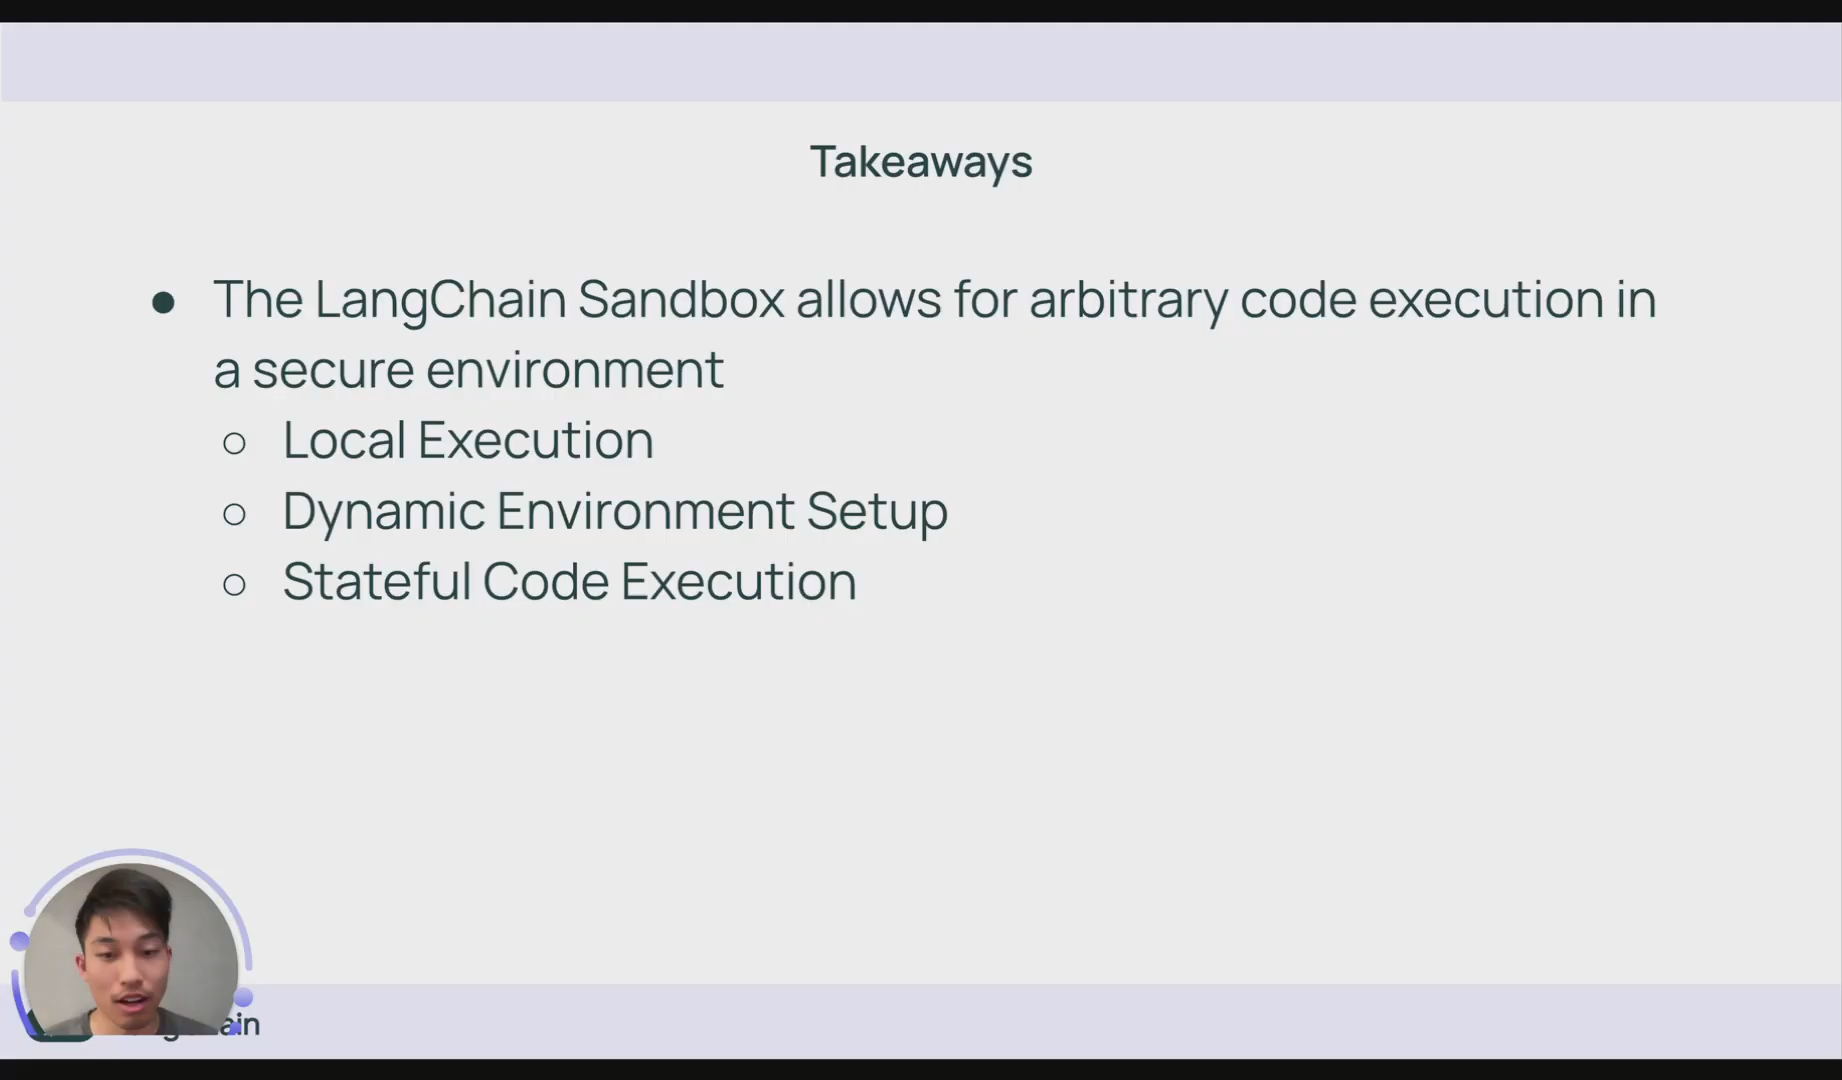 Takeaways
● The LangChain Sandbox allows for arbitrary code execution in
a secure environment
○ Local Execution
○ Dynamic Environment Setup
○ Stateful Code Execution